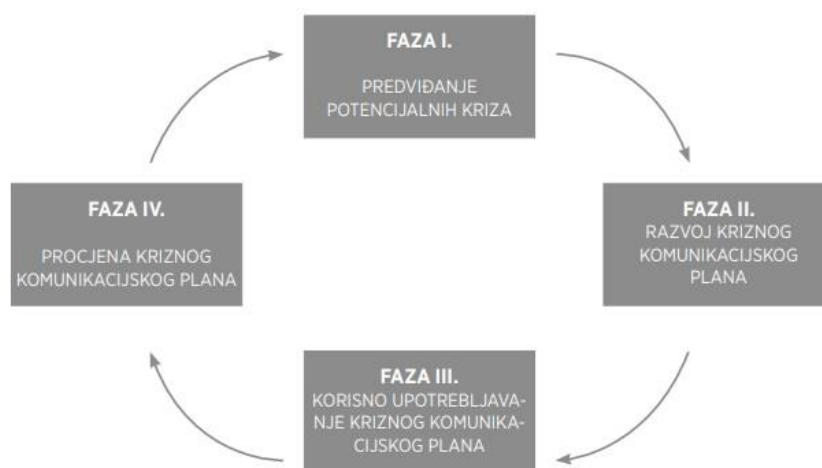 FAZA I.
PREDVIĐANJE
POTENCIJALNIH KRIZA
FAZA II.
RAZVOJ KRIZNOG
KOMUNIKACIJSKOG
PLANA
FAZA III.
KORISNO UPOTREBLJAVA-
NJE KRIZNOG KOMUNIKA-
CIJSKOG PLANA
FAZA IV.
PROCJENA KRIZNOG
KOMUNIKACIJSKOG PLANA